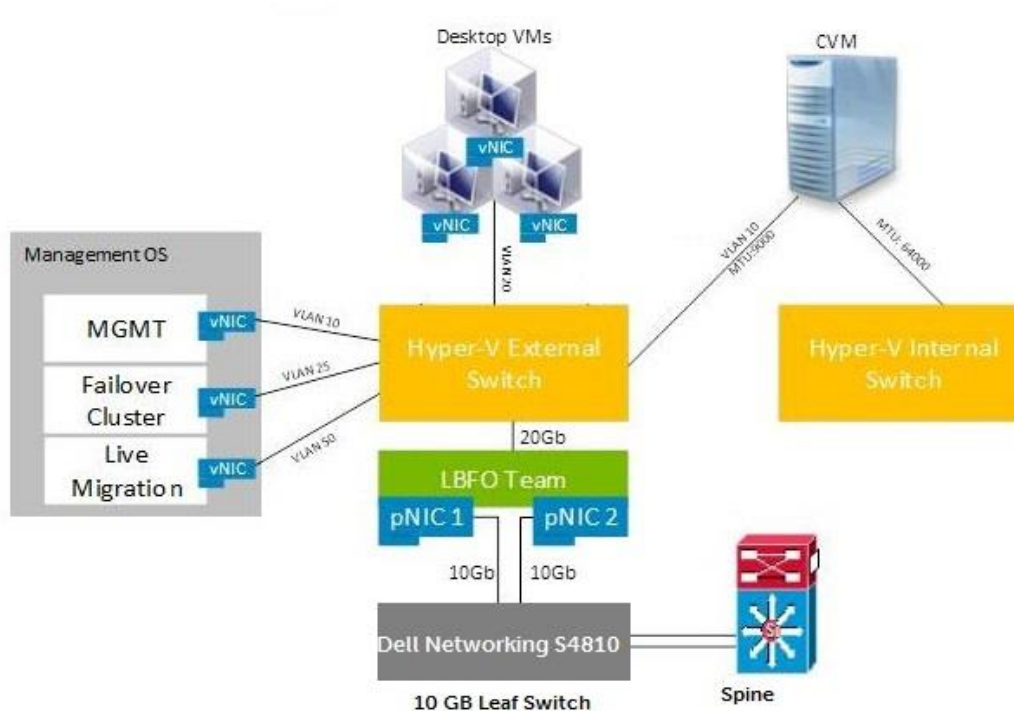 Desktop VMs
CVM
vNIC
vNIC
vNIC
VLAN 20
VLAN 10
MTU:9000
MTU: 64000
Management OS
MGMT
vNIC
VLAN 10
Failover
Cluster
vNIC
VLAN 25
Live
Migration
vNIC
VLAN 50
Hyper-V External
Switch
Hyper-V Internal
Switch
20Gb
LBFO Team
pNIC 1
pNIC 2
10Gb
10Gb
Dell Networking S4810
10 GB Leaf Switch
Spine